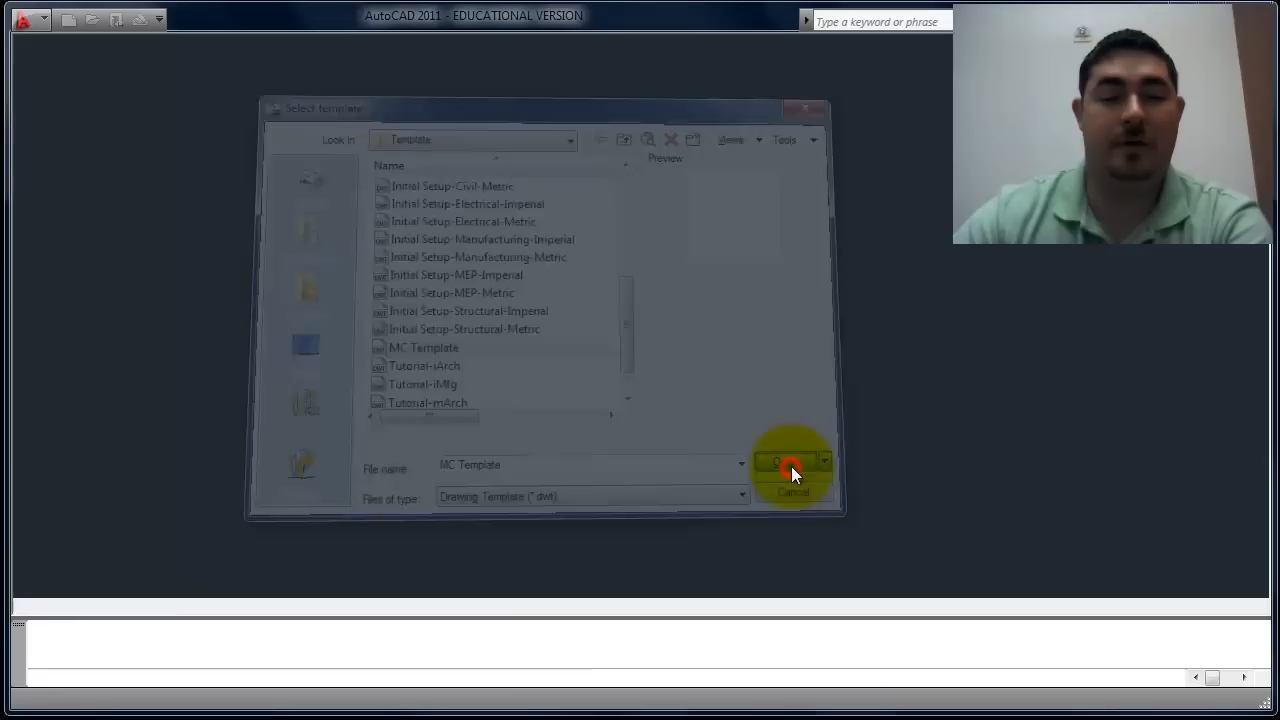 AutoCAD 2011 - EDUCATIONAL VERSION
Type a keyword or phrase
Select template
Look in
Template
Views
Tools
Name
Preview
Initial Setup-Civil-Metric
Initial Setup-Electrical-Imperial
Initial Setup-Electrical-Metric
Initial Setup-Manufacturing-Imperial
Initial Setup-Manufacturing-Metric
Initial Setup-MEP-Imperial
Initial Setup-MEP-Metric
Initial Setup-Structural-Imperial
Initial Setup-Structural-Metric
MC Template
Tutorial-iArch
Tutorial-iMfg
Tutorial-mArch
File name
MC Template
Files of type:
Drawing Template (*.dwt)
Cancel